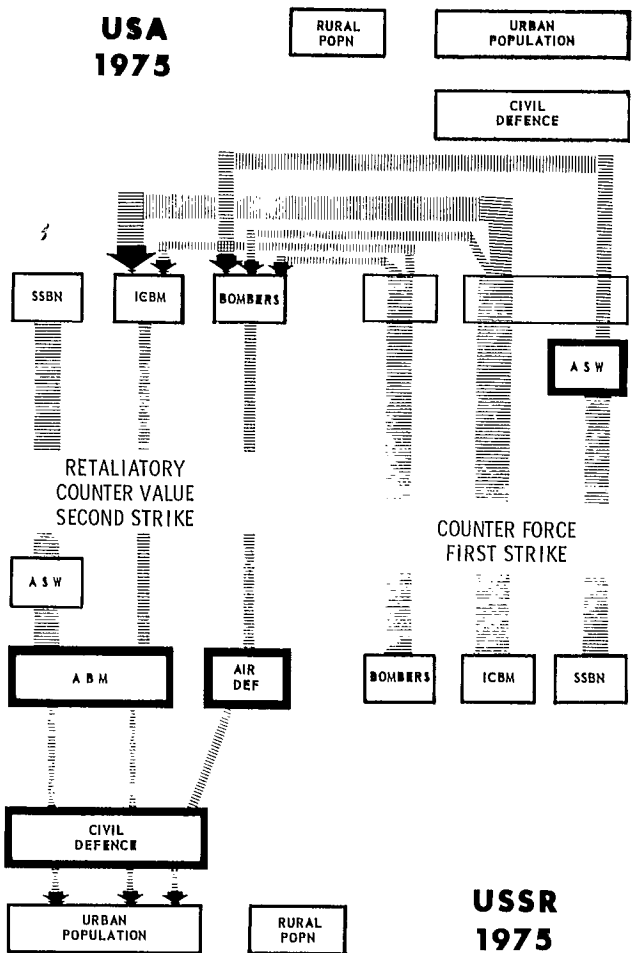 USA
1975
RURAL
POPN
URBAN
POPULATION
CIVIL
DEFENCE
SSBN
ICBM
BOMBERS
ASW
RETALIATORY
COUNTER VALUE
SECOND STRIKE
COUNTER FORCE
FIRST STRIKE
ASW
ABM
AIR
DEF
BOMBERS
ICBM
SSBN
CIVIL
DEFENCE
URBAN
POPULATION
RURAL
POPN
USSR
1975